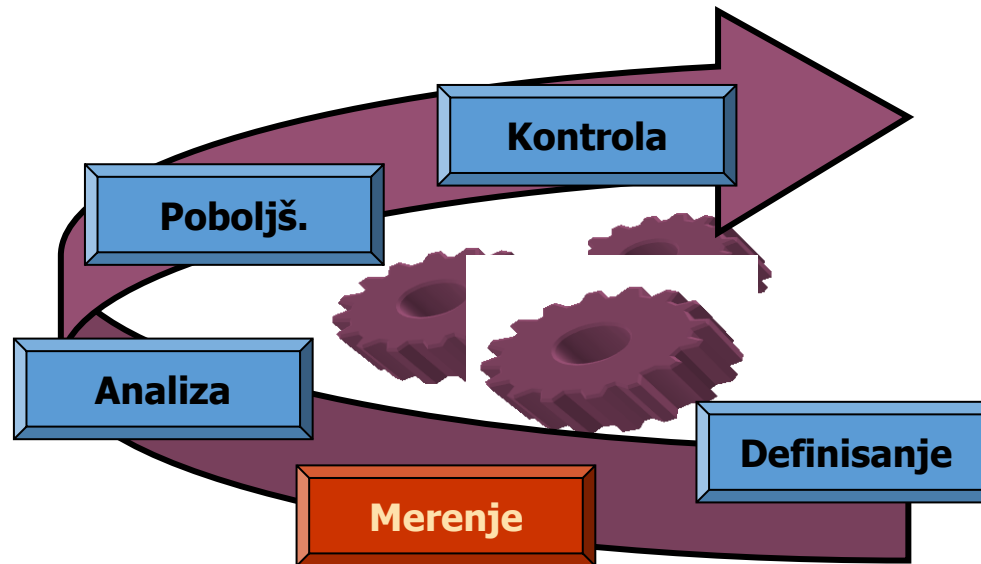 Kontrola
Poboljš.
Analiza
Definisanje
Merenje